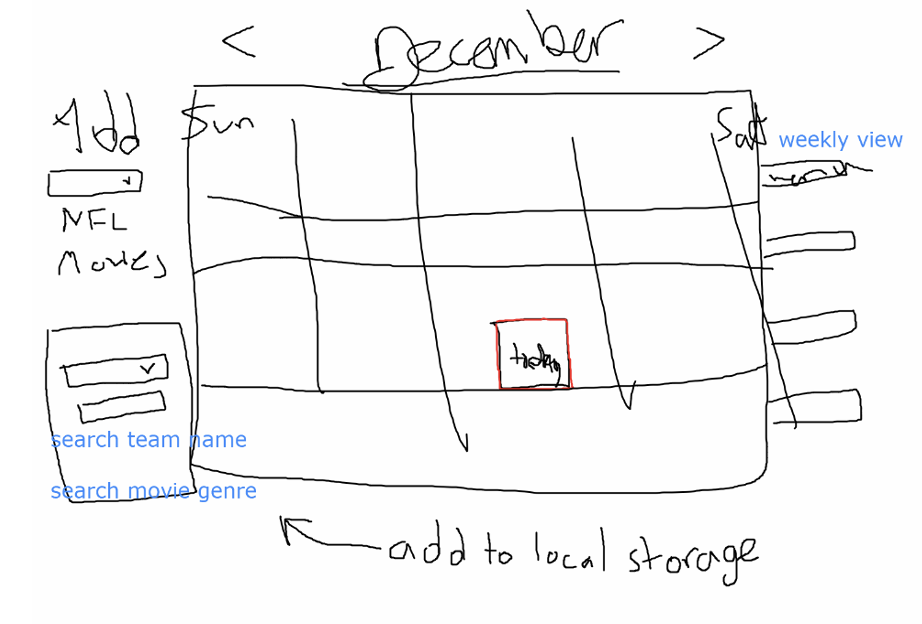 < December >
Add
Sun
Sat
weekly view
NFL
Movies
today
search team name
search movie genre
add to local storage